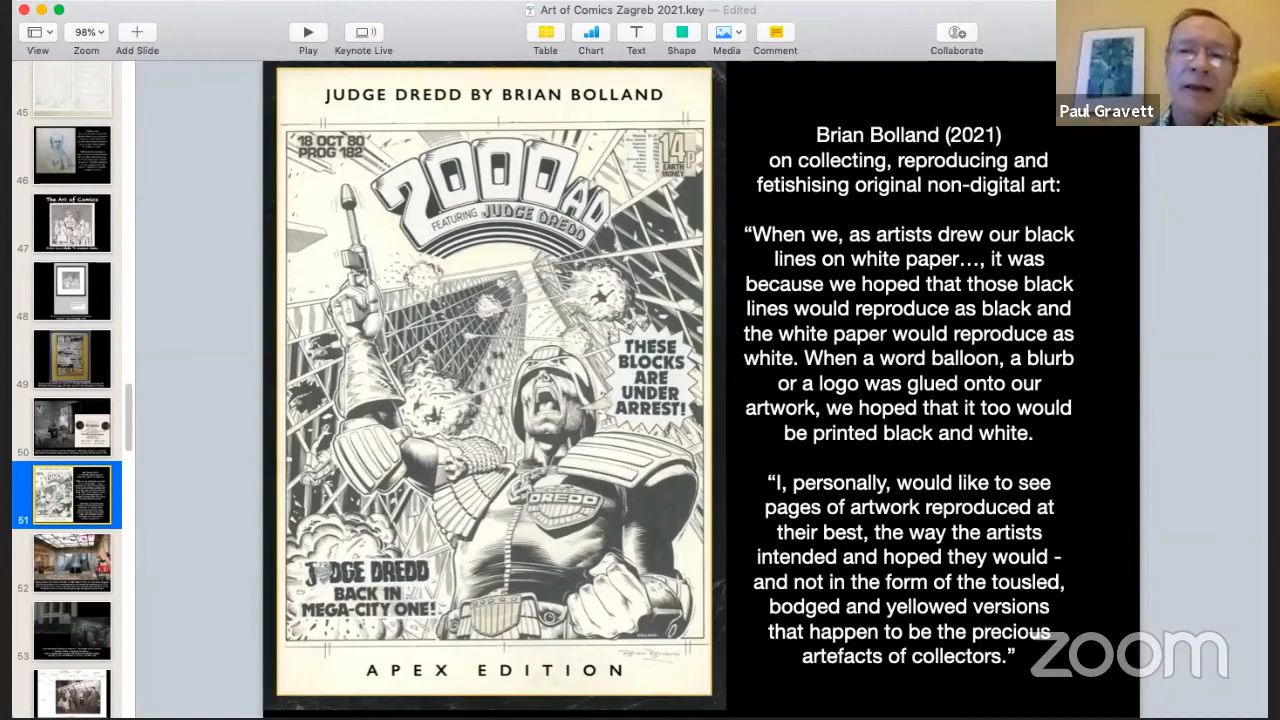 Art of Comics Zagreb 2021.key — Edited
98%
View
Zoom
Add Slide
Play
Keynote Live
Table
Chart
Text
Shape
Media
Comment
Collaborate
Paul Gravett
45
46
The Art of Comics
47
48
49
50
51
52
53
JUDGE DREDD BY BRIAN BOLLAND
18 OCT 80
PROG 182
14p
EARTH
MONEY
2000 AD
FEATURING JUDGE DREDD
THESE
BLOCKS
ARE
UNDER
ARREST!
DREDD
JUDGE DREDD
BACK IN
MEGA-CITY ONE!
BOLLAND
Brian Bolland
APEX EDITION
Brian Bolland (2021)
on collecting, reproducing and
fetishising original non-digital art:
“When we, as artists drew our black
lines on white paper…, it was
because we hoped that those black
lines would reproduce as black and
the white paper would reproduce as
white. When a word balloon, a blurb
or a logo was glued onto our
artwork, we hoped that it too would
be printed black and white.
“I, personally, would like to see
pages of artwork reproduced at
their best, the way the artists
intended and hoped they would -
and not in the form of the tousled,
bodged and yellowed versions
that happen to be the precious
artefacts of collectors.”
zoom